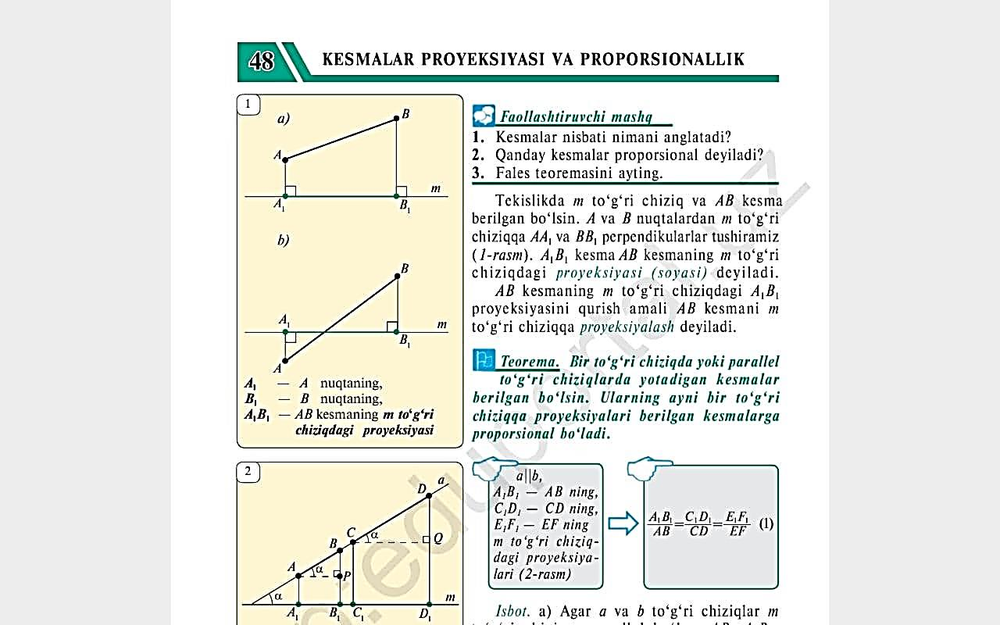 48
KESMALAR PROYEKSIYASI VA PROPORSIONALLIK
1
a)
B
A
m
A₁
B₁
b)
B
A₁
m
B₁
A
A₁ — A nuqtaning,
B₁ — B nuqtaning,
A₁B₁ — AB kesmaning m to‘g‘ri
chiziqdagi proyeksiyasi
2
a
D
C
α
Q
B
A
α
P
α
m
A₁
B₁
C₁
D₁
Faollashtiruvchi mashq
1. Kesmalar nisbati nimani anglatadi?
2. Qanday kesmalar proporsional deyiladi?
3. Fales teoremasini ayting.
Tekislikda m to‘g‘ri chiziq va AB kesma
berilgan bo‘lsin. A va B nuqtalardan m to‘g‘ri
chiziqqa AA₁ va BB₁ perpendikularlar tushiramiz
(1-rasm). A₁B₁ kesma AB kesmaning m to‘g‘ri
chiziqdagi proyeksiyasi (soyasi) deyiladi.
AB kesmaning m to‘g‘ri chiziqdagi A₁B₁
proyeksiyasini qurish amali AB kesmani m
to‘g‘ri chiziqqa proyeksiyalash deyiladi.
Teorema. Bir to‘g‘ri chiziqda yoki parallel
to‘g‘ri chiziqlarda yotadigan kesmalar
berilgan bo‘lsin. Ularning ayni bir to‘g‘ri
chiziqqa proyeksiyalari berilgan kesmalarga
proporsional bo‘ladi.
a||b,
A₁B₁ — AB ning,
C₁D₁ — CD ning,
E₁F₁ — EF ning
m to‘g‘ri chiziq-
dagi proyeksiya-
lari (2-rasm)
A₁B₁/AB = C₁D₁/CD = E₁F₁/EF (1)
Isbot. a) Agar a va b to‘g‘ri chiziqlar m